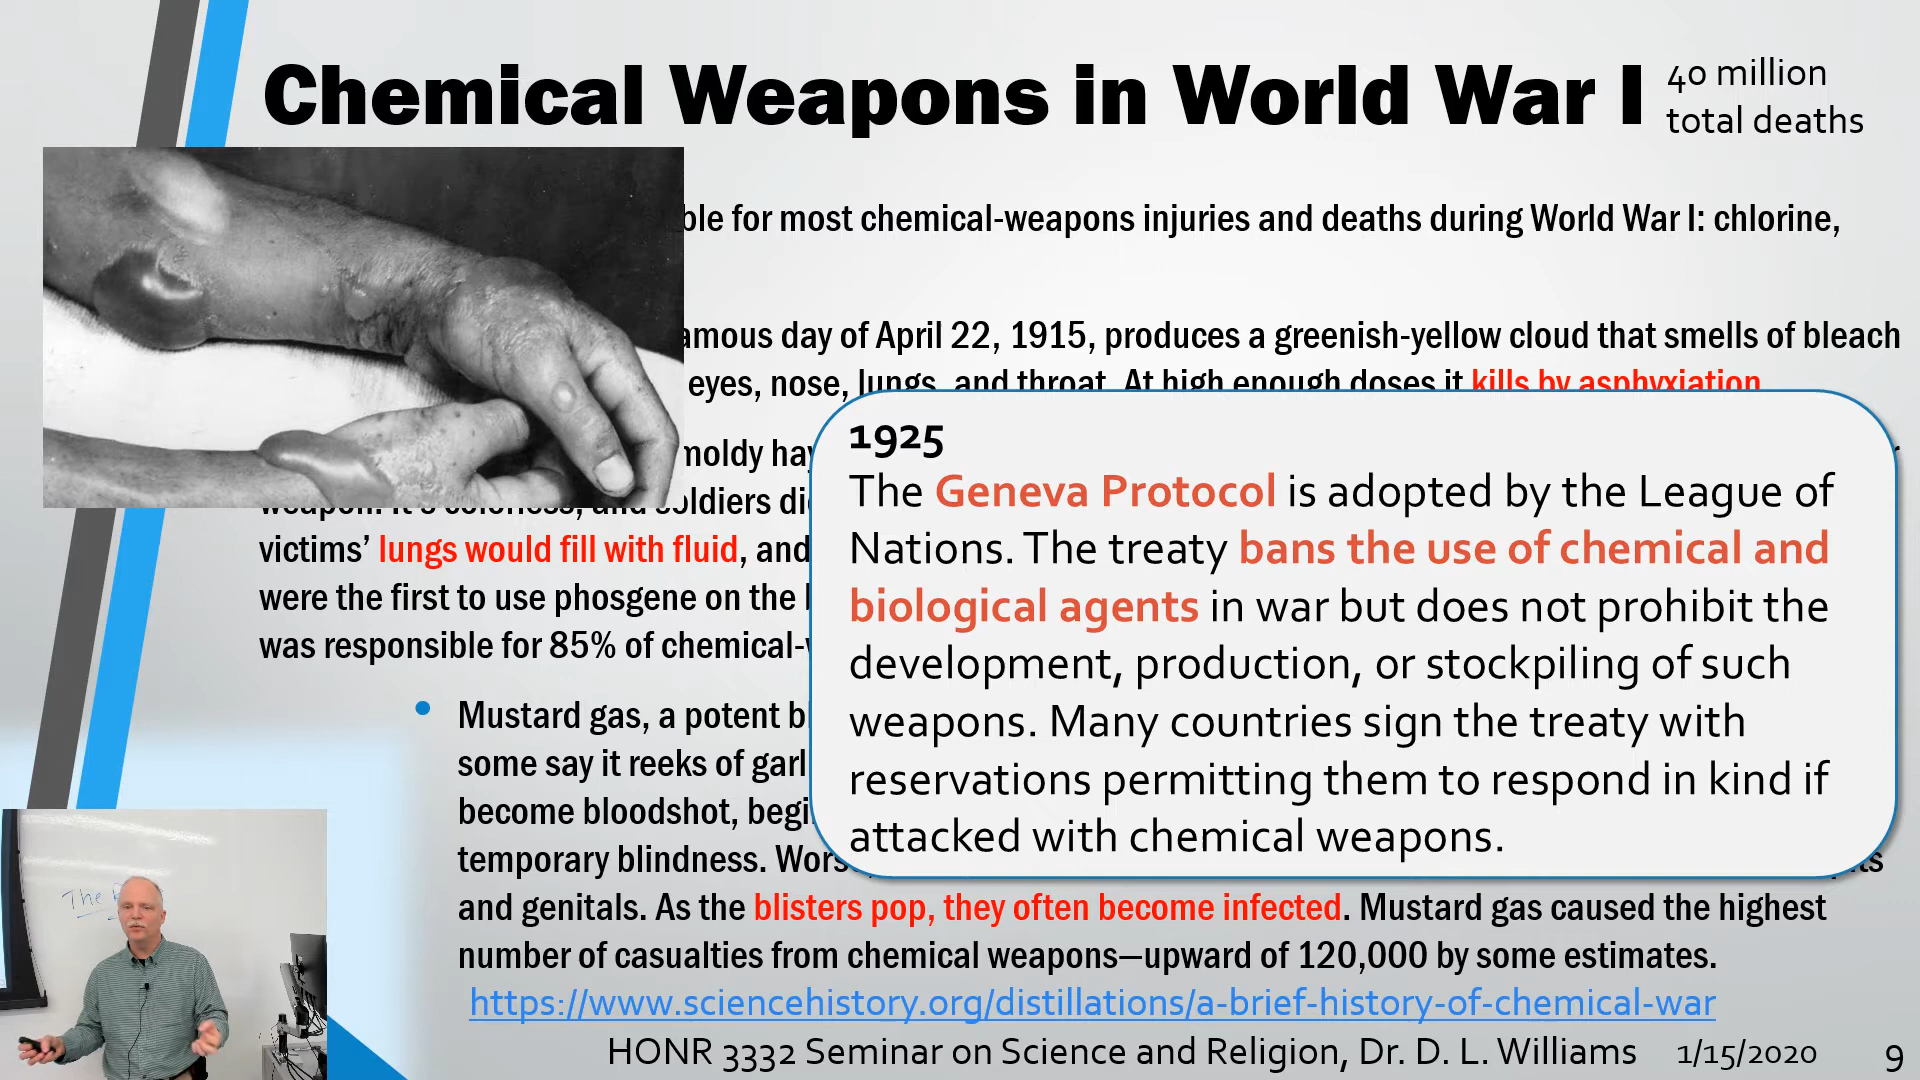 Chemical Weapons in World War I
40 million
total deaths
for most chemical-weapons injuries and deaths during World War I: chlorine,
day of April 22, 1915, produces a greenish-yellow cloud that smells of bleach
eyes, nose, lungs, and throat. At high enough doses it kills by asphyxiation
moldy
weapon. It's colorless, and soldiers
victims' lungs would fill with fluid, and
were the first to use phosgene on the
was responsible for 85% of
1925
The Geneva Protocol is adopted by the League of
Nations. The treaty bans the use of chemical and
biological agents in war but does not prohibit the
development, production, or stockpiling of such
weapons. Many countries sign the treaty with
reservations permitting them to respond in kind if
attacked with chemical weapons.
• Mustard gas, a potent
some say it reeks of
become bloodshot,
temporary blindness.
and genitals. As the blisters pop, they often become infected. Mustard gas caused the highest
number of casualties from chemical weapons—upward of 120,000 by some estimates.
https://www.sciencehistory.org/distillations/a-brief-history-of-chemical-war
HONR 3332 Seminar on Science and Religion, Dr. D. L. Williams
1/15/2020
9
The